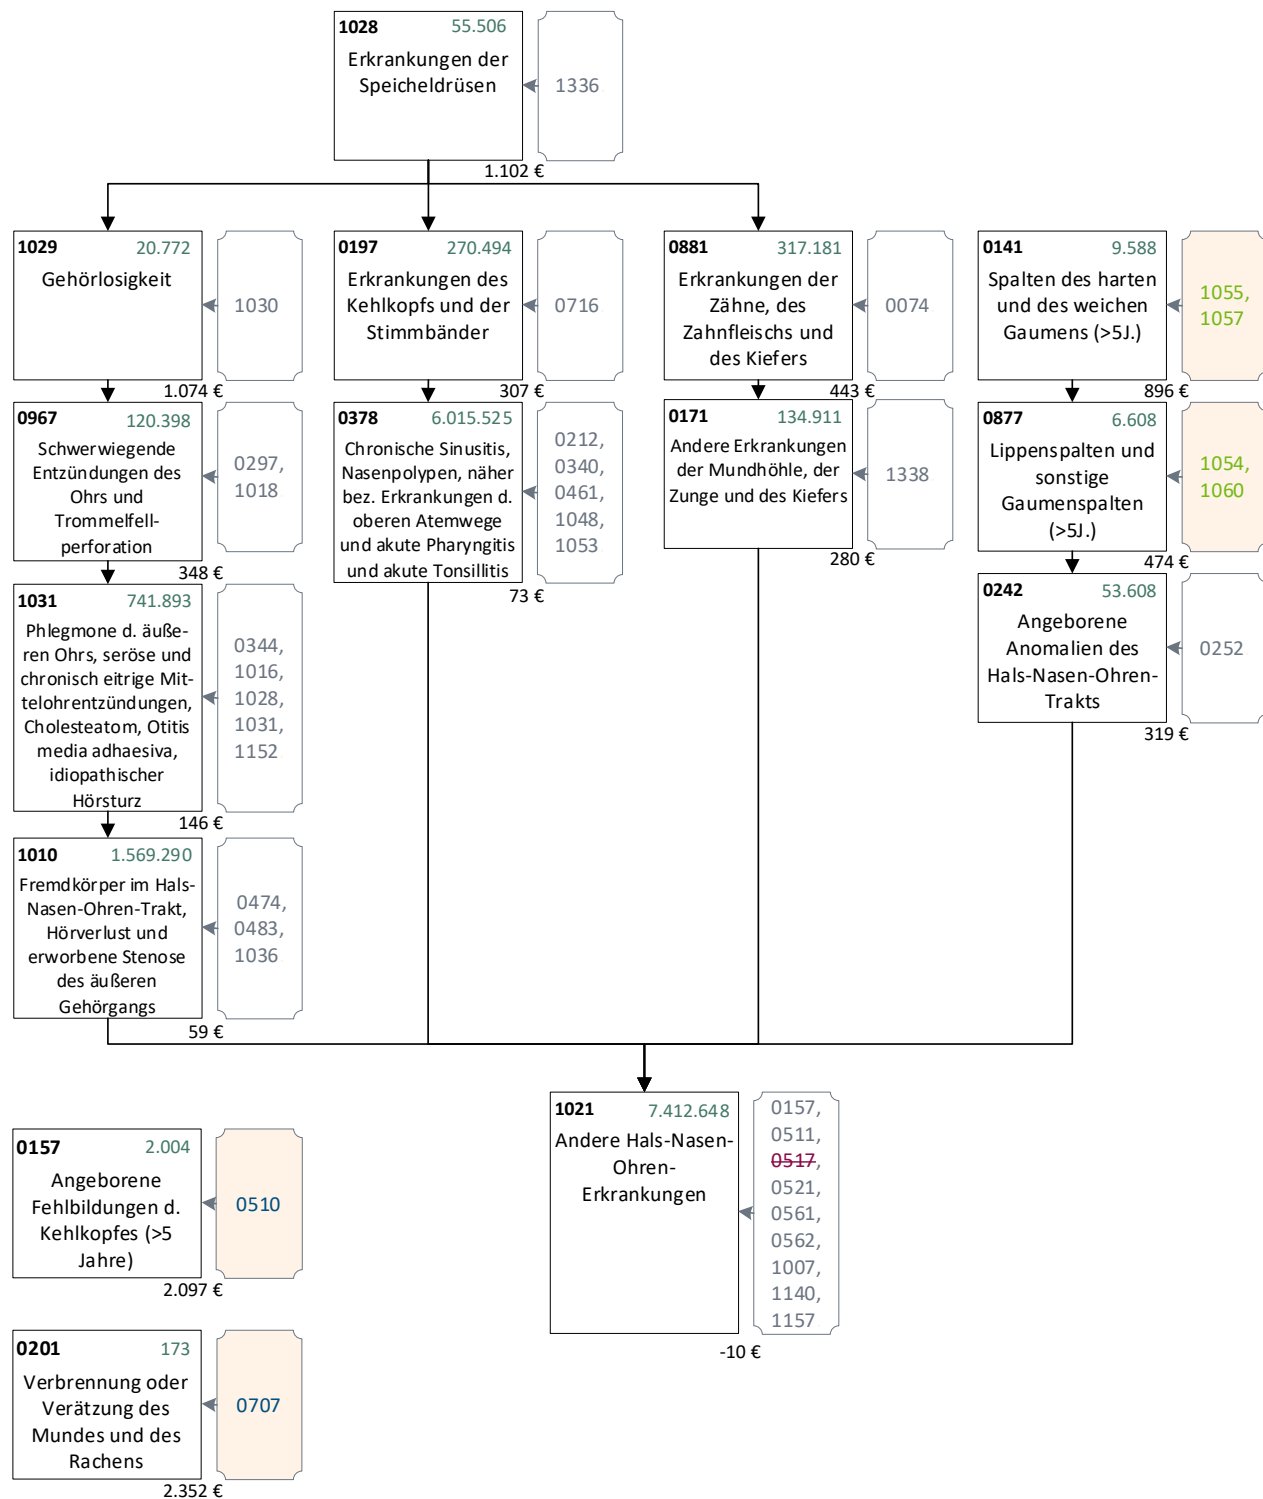 1028 55.506
Erkrankungen der
Speicheldrüsen
1336
1.102 €
1029 20.772
Gehörlosigkeit
1030
1.074 €
0197 270.494
Erkrankungen des
Kehlkopfs und der
Stimmbänder
0716
307 €
0881 317.181
Erkrankungen der
Zähne, des
Zahnfleischs und
des Kiefers
0074
443 €
0141 9.588
Spalten des harten
und des weichen
Gaumens (>5J.)
1055,
1057
896 €
0967 120.398
Schwerwiegende
Entzündungen des
Ohrs und
Trommelfell-
perforation
0297,
1018
348 €
0378 6.015.525
Chronische Sinusitis,
Nasenpolypen, näher
bez. Erkrankungen d.
oberen Atemwege
und akute Pharyngitis
und akute Tonsillitis
0212,
0340,
0461,
1048,
1053
73 €
0171 134.911
Andere Erkrankungen
der Mundhöhle, der
Zunge und des Kiefers
1338
280 €
0877 6.608
Lippenspalten und
sonstige
Gaumenspalten
(>5J.)
1054,
1060
474 €
1031 741.893
Phlegmone d. äuße-
ren Ohrs, seröse und
chronisch eitrige Mit-
telohrentzündungen,
Cholesteatom, Otitis
media adhaesiva,
idiopathischer
Hörsturz
0344,
1016,
1028,
1031,
1152
146 €
0242 53.608
Angeborene
Anomalien des
Hals-Nasen-Ohren-
Trakts
0252
319 €
1010 1.569.290
Fremdkörper im Hals-
Nasen-Ohren-Trakt,
Hörverlust und
erworbene Stenose
des äußeren
Gehörgangs
0474,
0483,
1036
59 €
1021 7.412.648
Andere Hals-Nasen-
Ohren-
Erkrankungen
0157,
0511,
0517,
0521,
0561,
0562,
1007,
1140,
1157
-10 €
0157 2.004
Angeborene
Fehlbildungen d.
Kehlkopfes (>5
Jahre)
0510
2.097 €
0201 173
Verbrennung oder
Verätzung des
Mundes und des
Rachens
0707
2.352 €